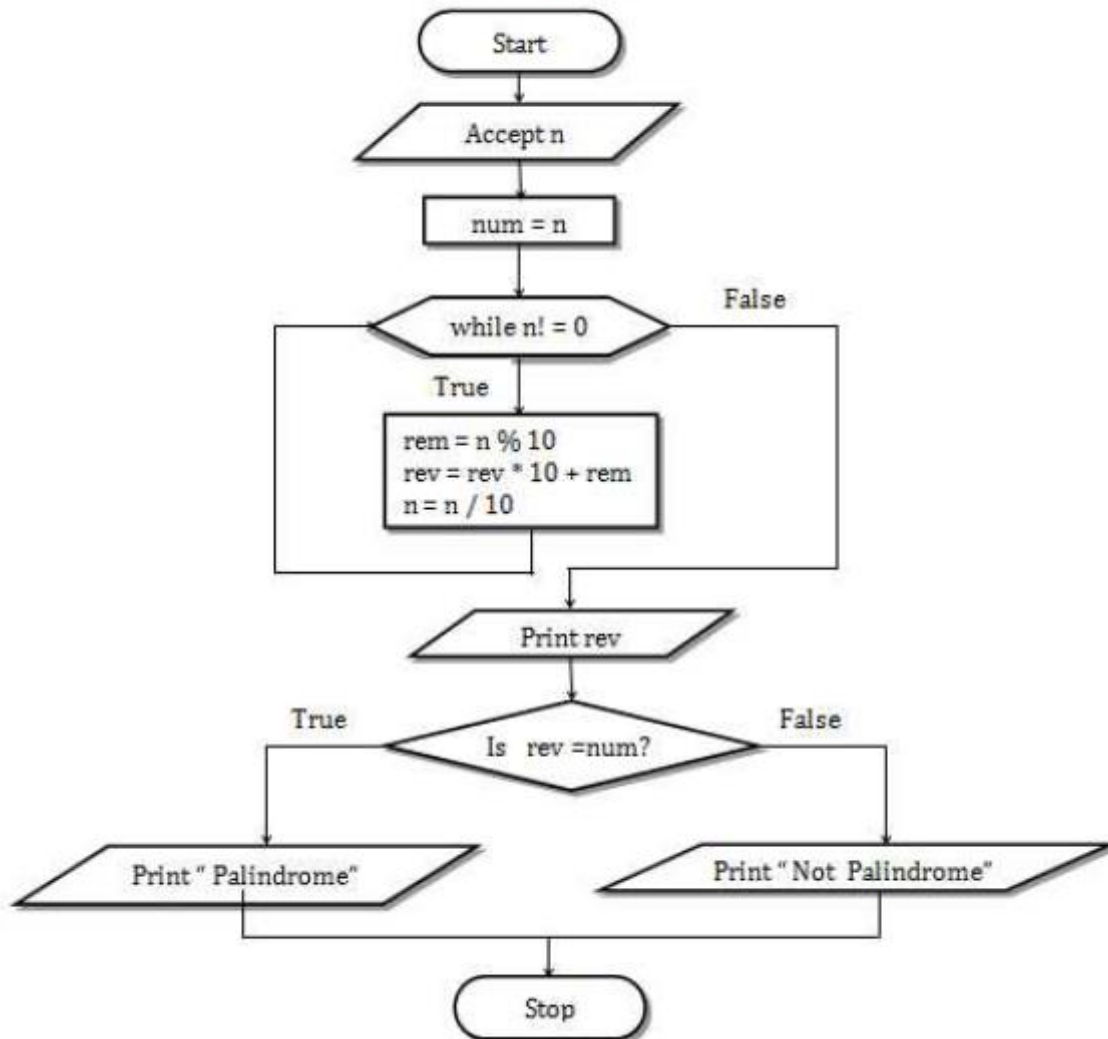 Start
Accept n
num = n
while n! = 0
False
True
rem = n % 10
rev = rev * 10 + rem
n = n / 10
Print rev
True
False
Is rev =num?
Print “ Palindrome”
Print “ Not Palindrome”
Stop